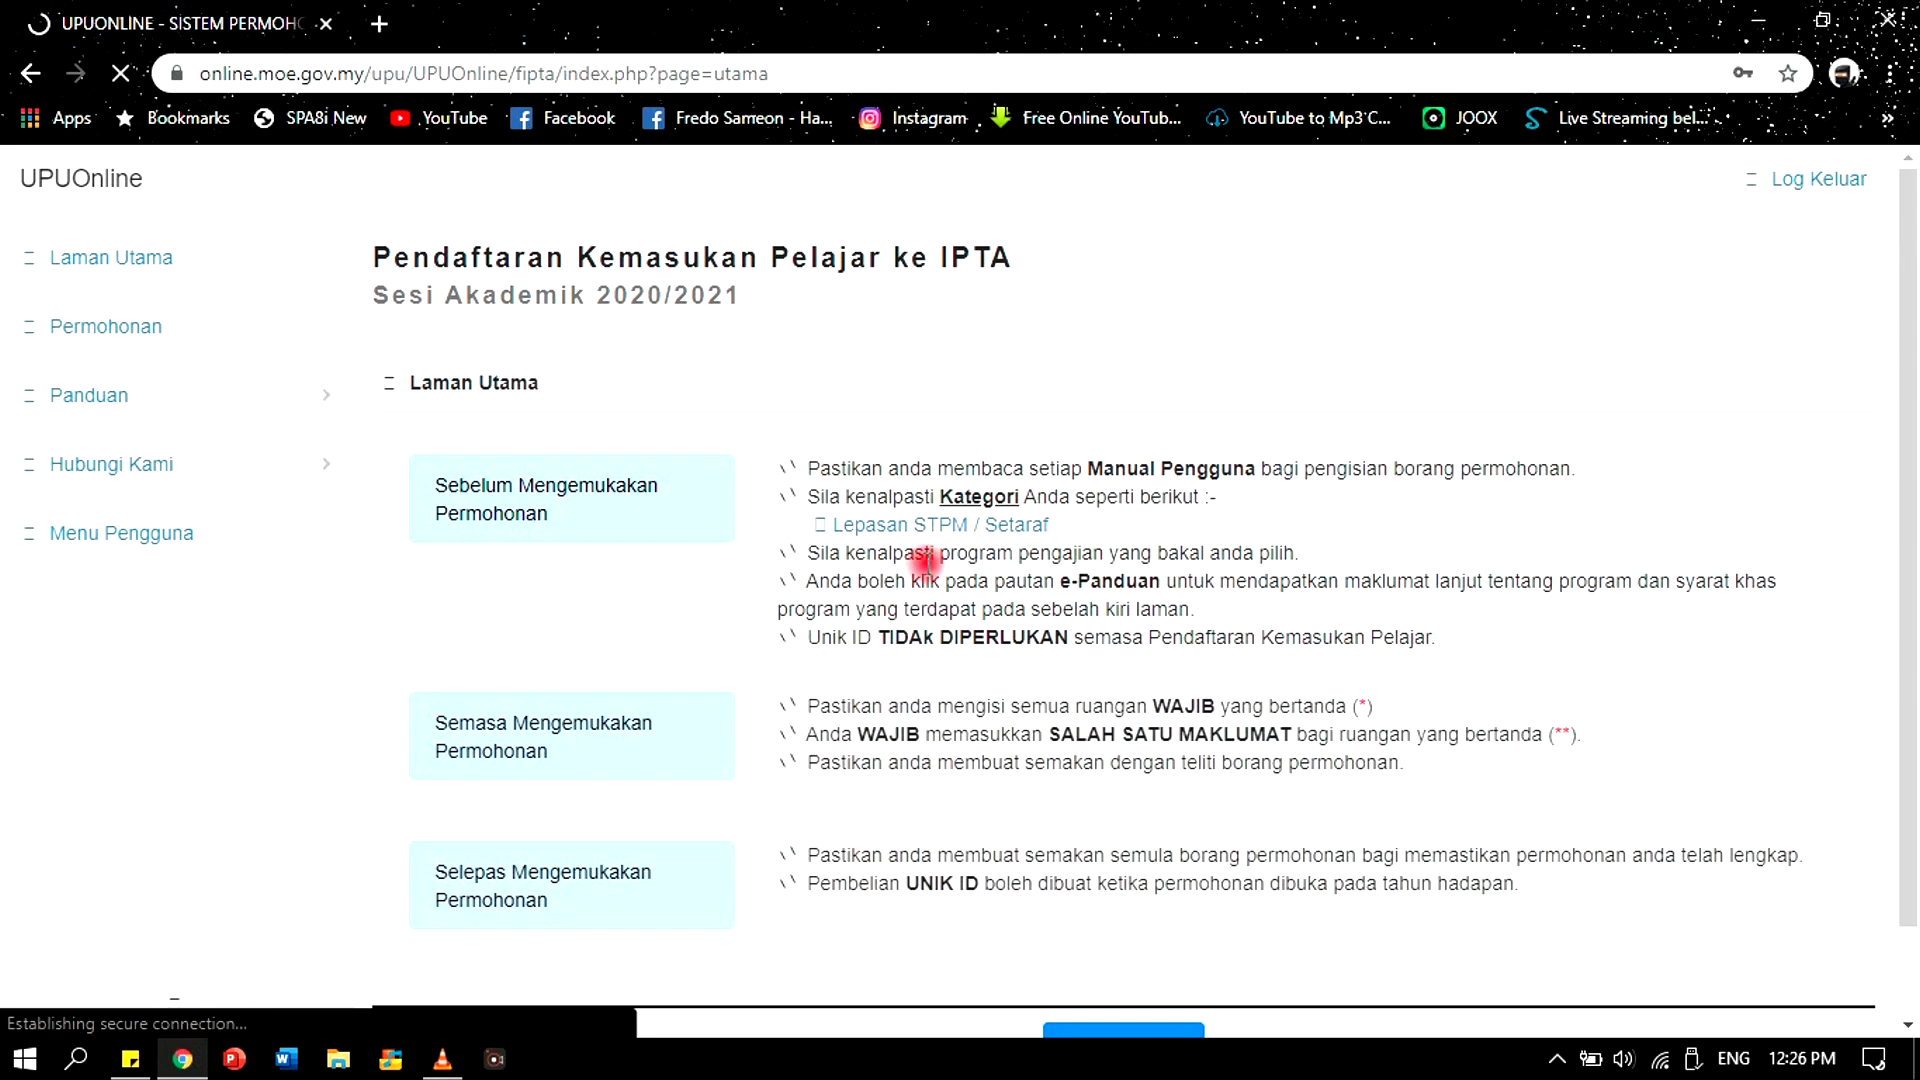 UPUONLINE - SISTEM PERMOHO
online.moe.gov.my/upu/UPUOnline/fipta/index.php?page=utama
Apps Bookmarks SPA8i New YouTube Facebook Fredo Sameon - Ha... Instagram Free Online YouTub... YouTube to Mp3 C... JOOX Live Streaming bel... »
UPUOnline
Log Keluar
Laman Utama
Permohonan
Panduan
Hubungi Kami
Menu Pengguna
Pendaftaran Kemasukan Pelajar ke IPTA
Sesi Akademik 2020/2021
Laman Utama
Sebelum Mengemukakan
Permohonan
Pastikan anda membaca setiap Manual Pengguna bagi pengisian borang permohonan.
Sila kenalpasti Kategori Anda seperti berikut :-
Lepasan STPM / Setaraf
Sila kenalpasti program pengajian yang bakal anda pilih.
Anda boleh klik pada pautan e-Panduan untuk mendapatkan maklumat lanjut tentang program dan syarat khas
program yang terdapat pada sebelah kiri laman.
Unik ID TIDAk DIPERLUKAN semasa Pendaftaran Kemasukan Pelajar.
Semasa Mengemukakan
Permohonan
Pastikan anda mengisi semua ruangan WAJIB yang bertanda (*)
Anda WAJIB memasukkan SALAH SATU MAKLUMAT bagi ruangan yang bertanda (**).
Pastikan anda membuat semakan dengan teliti borang permohonan.
Selepas Mengemukakan
Permohonan
Pastikan anda membuat semakan semula borang permohonan bagi memastikan permohonan anda telah lengkap.
Pembelian UNIK ID boleh dibuat ketika permohonan dibuka pada tahun hadapan.
Establishing secure connection...
ENG 12:26 PM